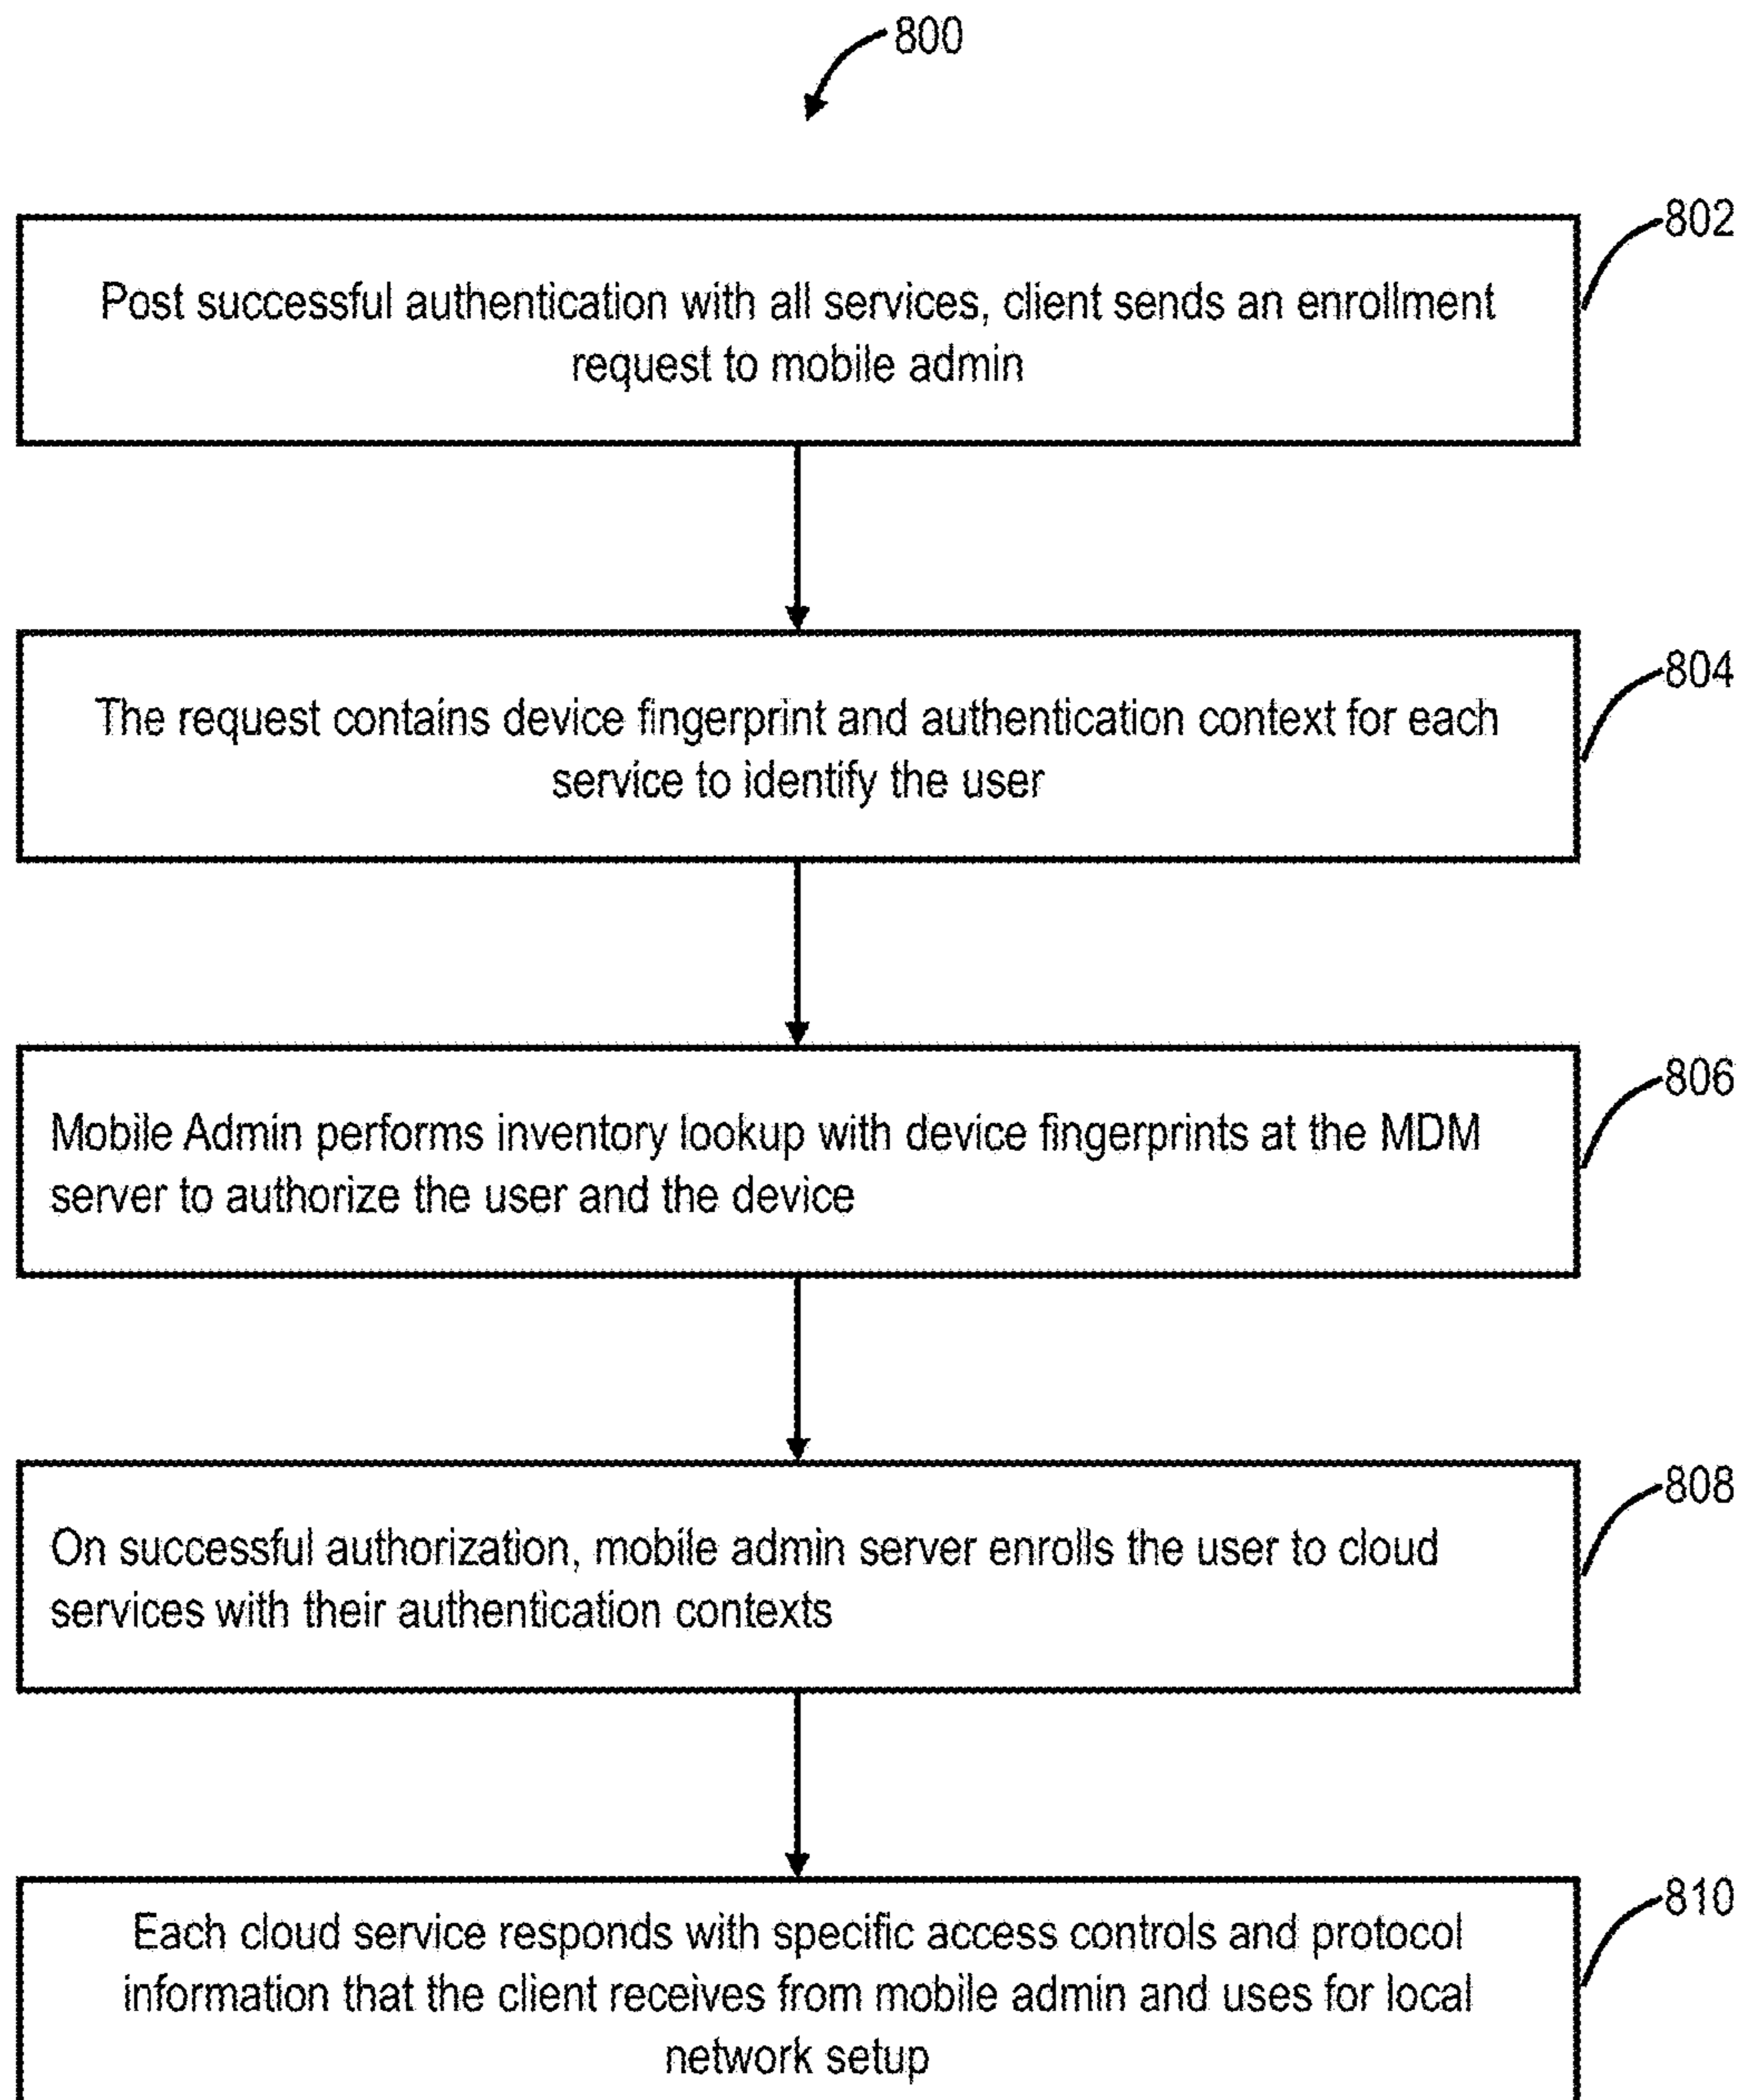 800
802
Post successful authentication with all services, client sends an enrollment
request to mobile admin
804
The request contains device fingerprint and authentication context for each
service to identify the user
806
Mobile Admin performs inventory lookup with device fingerprints at the MDM
server to authorize the user and the device
808
On successful authorization, mobile admin server enrolls the user to cloud
services with their authentication contexts
810
Each cloud service responds with specific access controls and protocol
information that the client receives from mobile admin and uses for local
network setup